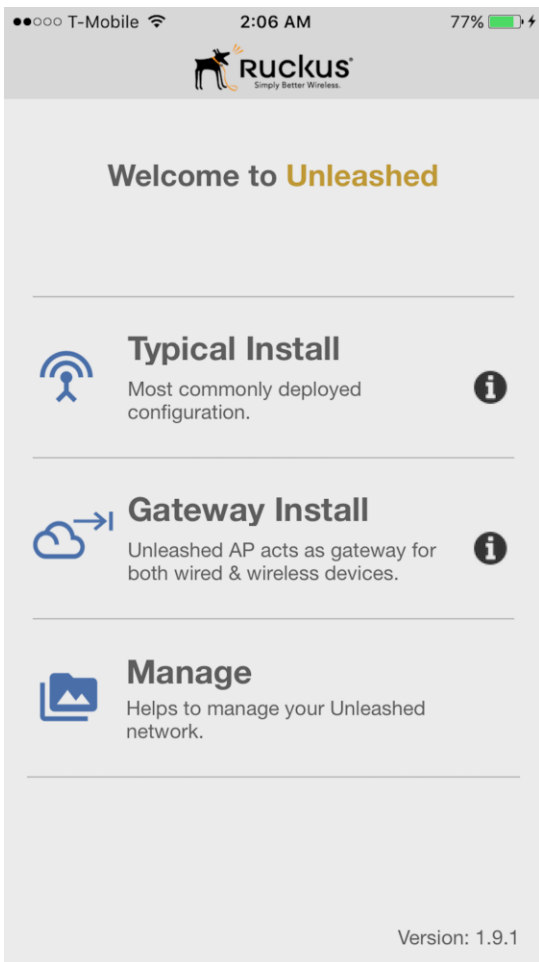 T-Mobile 2:06 AM 77%
Ruckus
Simply Better Wireless.
Welcome to Unleashed
Typical Install
Most commonly deployed
configuration.
Gateway Install
Unleashed AP acts as gateway for
both wired & wireless devices.
Manage
Helps to manage your Unleashed
network.
Version: 1.9.1